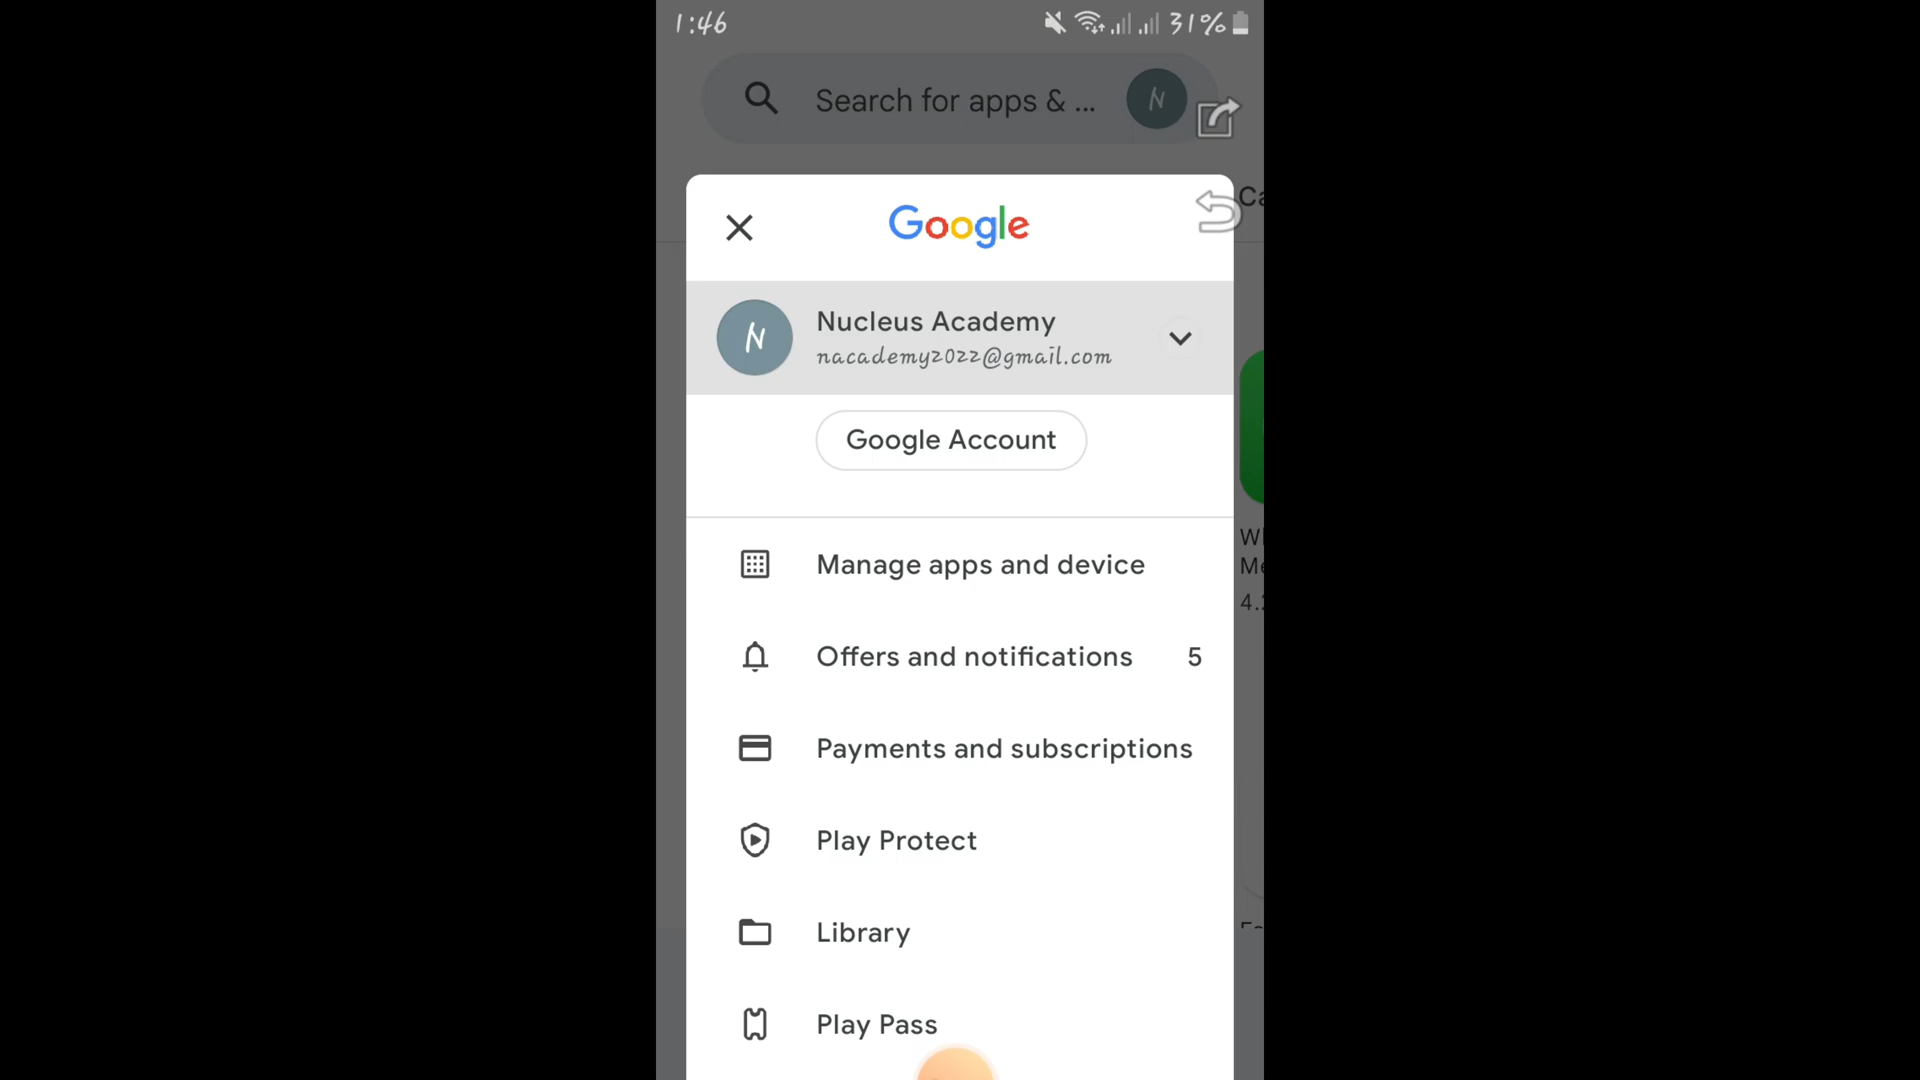 1:46
31%
Search for apps & ...
N
Ca
Google
N
Nucleus Academy
nacademy2022@gmail.com
Google Account
Manage apps and device
Offers and notifications 5
Payments and subscriptions
Play Protect
Library
Play Pass